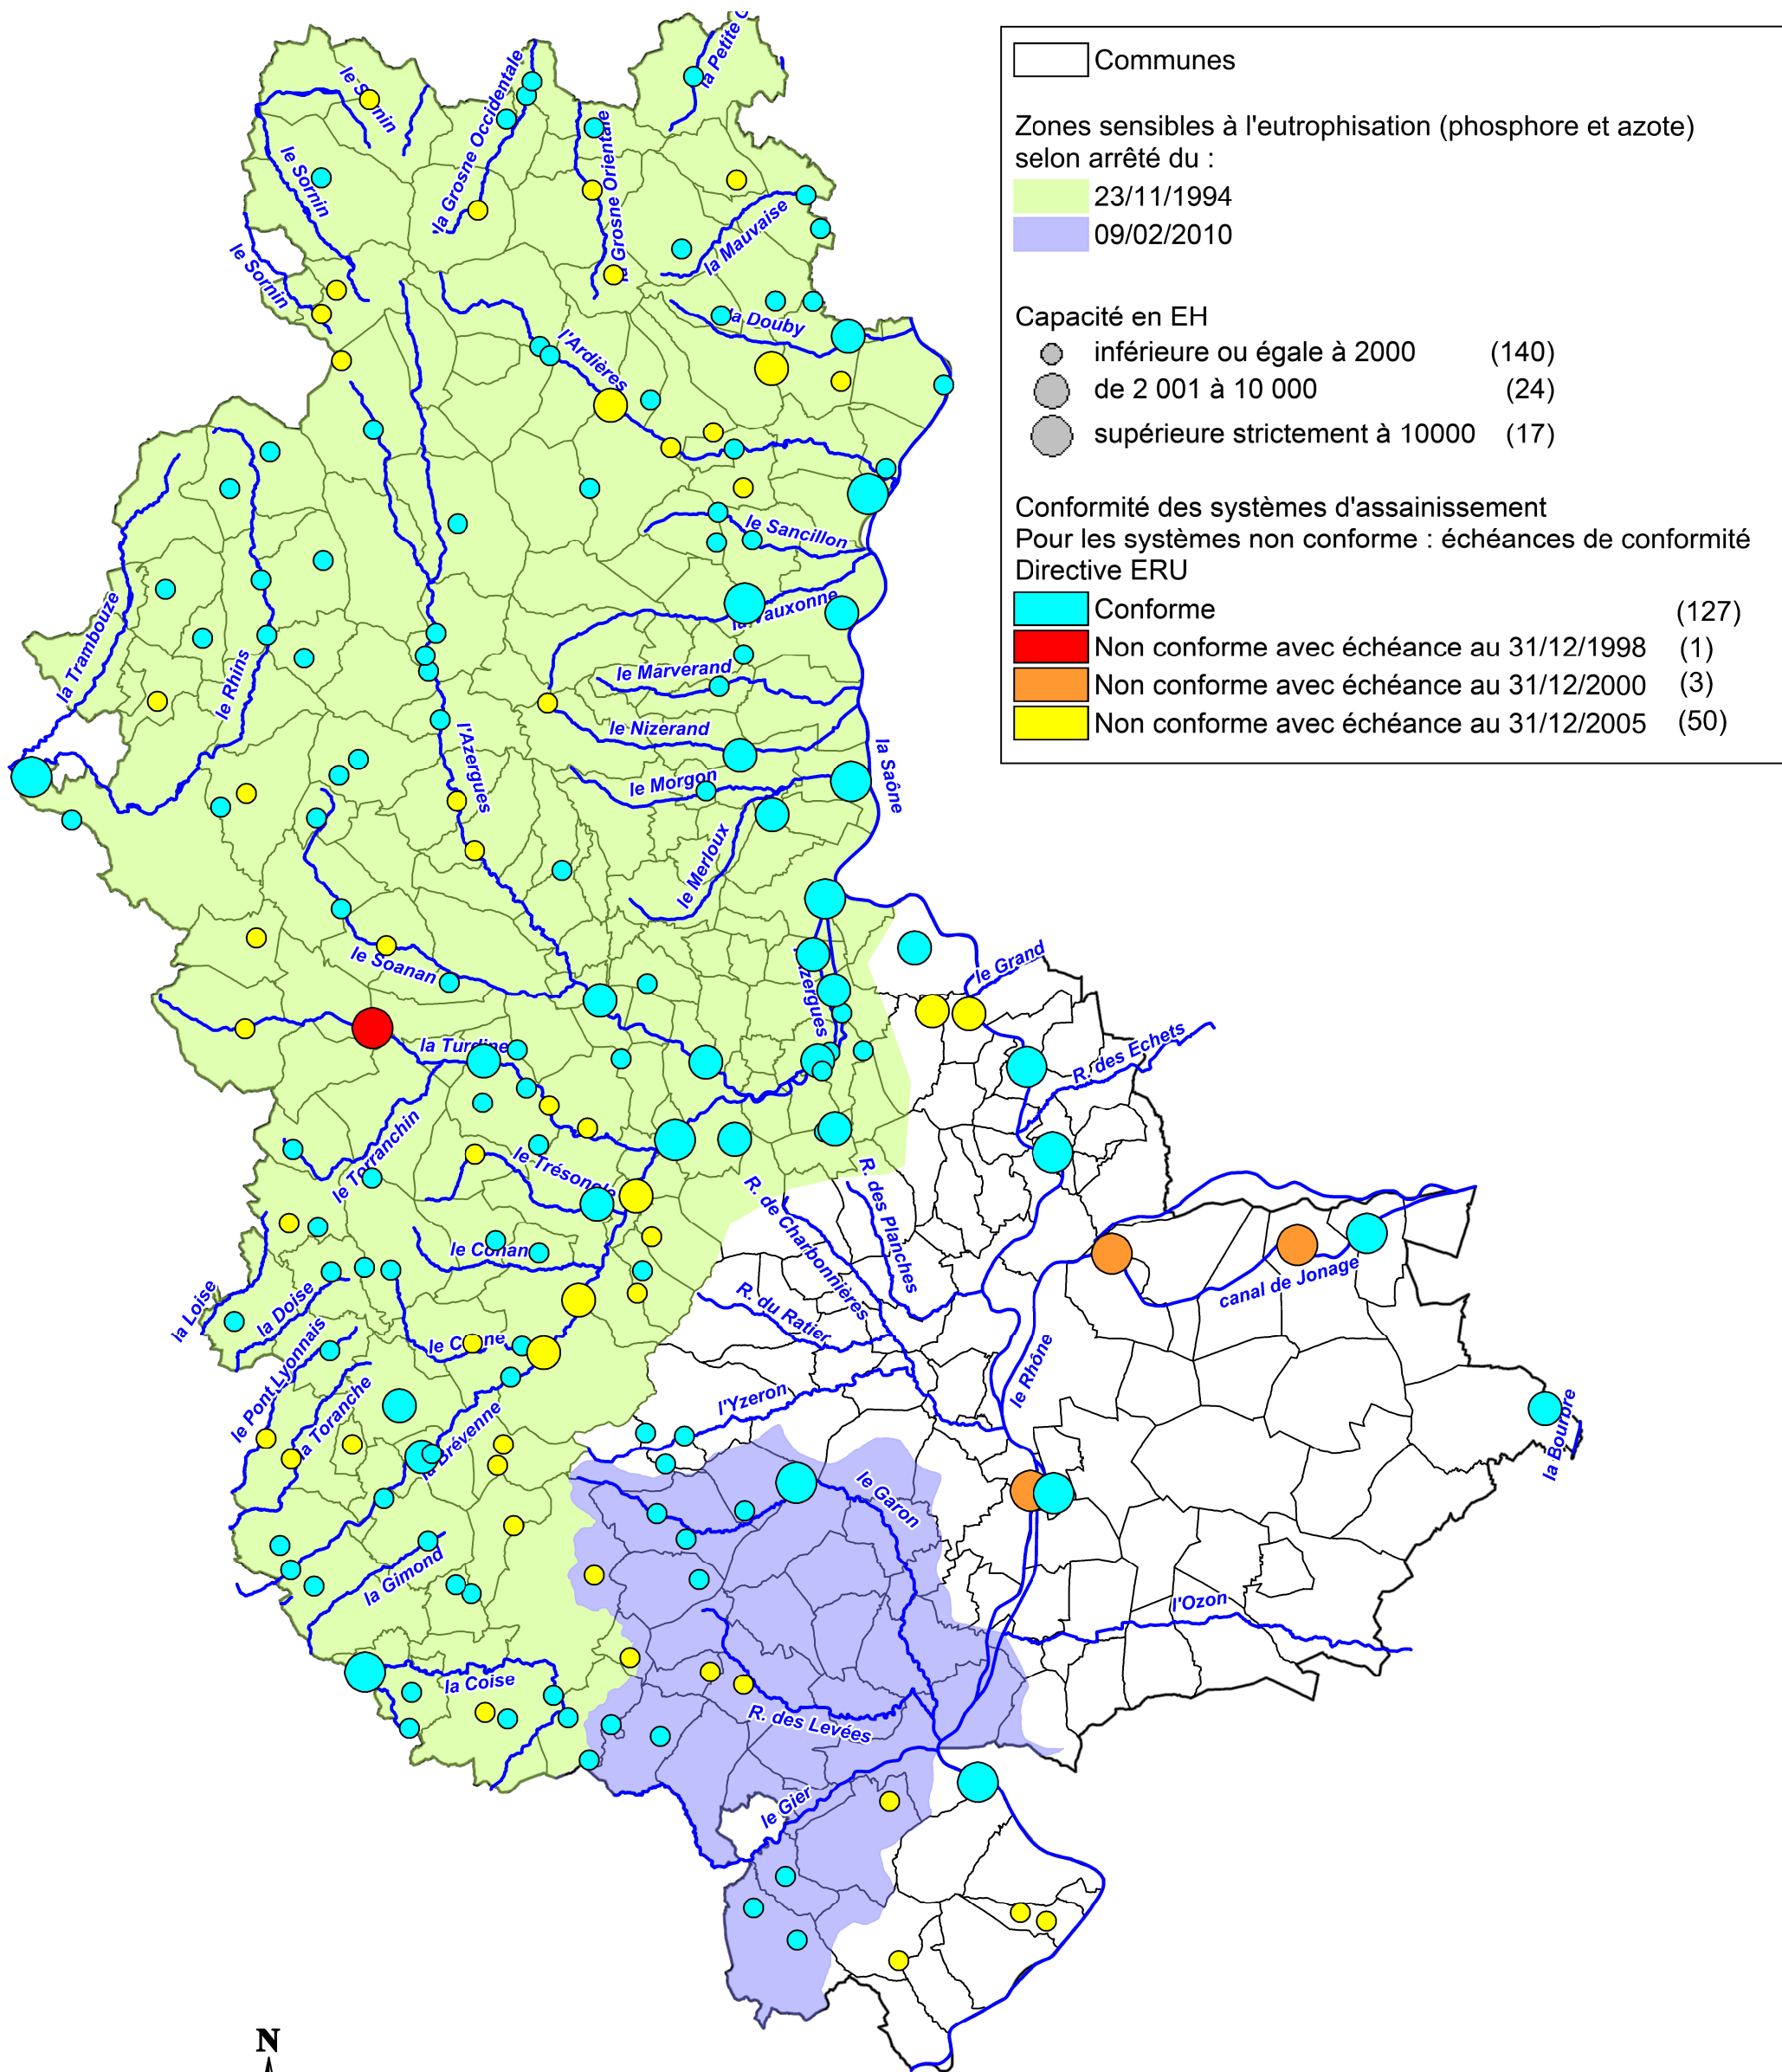 Communes
Zones sensibles à l'eutrophisation (phosphore et azote)
selon arrêté du :
23/11/1994
09/02/2010
Capacité en EH
inférieure ou égale à 2000 (140)
de 2 001 à 10 000 (24)
supérieure strictement à 10000 (17)
Conformité des systèmes d'assainissement
Pour les systèmes non conforme : échéances de conformité
Directive ERU
Conforme (127)
Non conforme avec échéance au 31/12/1998 (1)
Non conforme avec échéance au 31/12/2000 (3)
Non conforme avec échéance au 31/12/2005 (50)
la Petite
la Grosne Occidentale
la Grosne Orientale
le Sornin
le Sornin
la Mauvaise
la Douby
l'Ardières
le Sancillon
la Vauxonne
la Trambouze
le Rhins
le Marverand
le Nizerand
l'Azergues
la Saône
le Morgon
le Merloux
le Soanan
le Grand
la Turdine
R. des Echets
le Torranchin
le Trésoncle
R. de Charbonnières
R. des Planches
le Conan
canal de Jonage
la Loise
la Doise
R. du Ratier
le Pont Lyonnais
le Rhône
la Toranche
l'Yzeron
la Brévenne
la Bourbre
le Garon
la Gimond
l'Ozon
la Coise
R. des Levées
le Gier
N